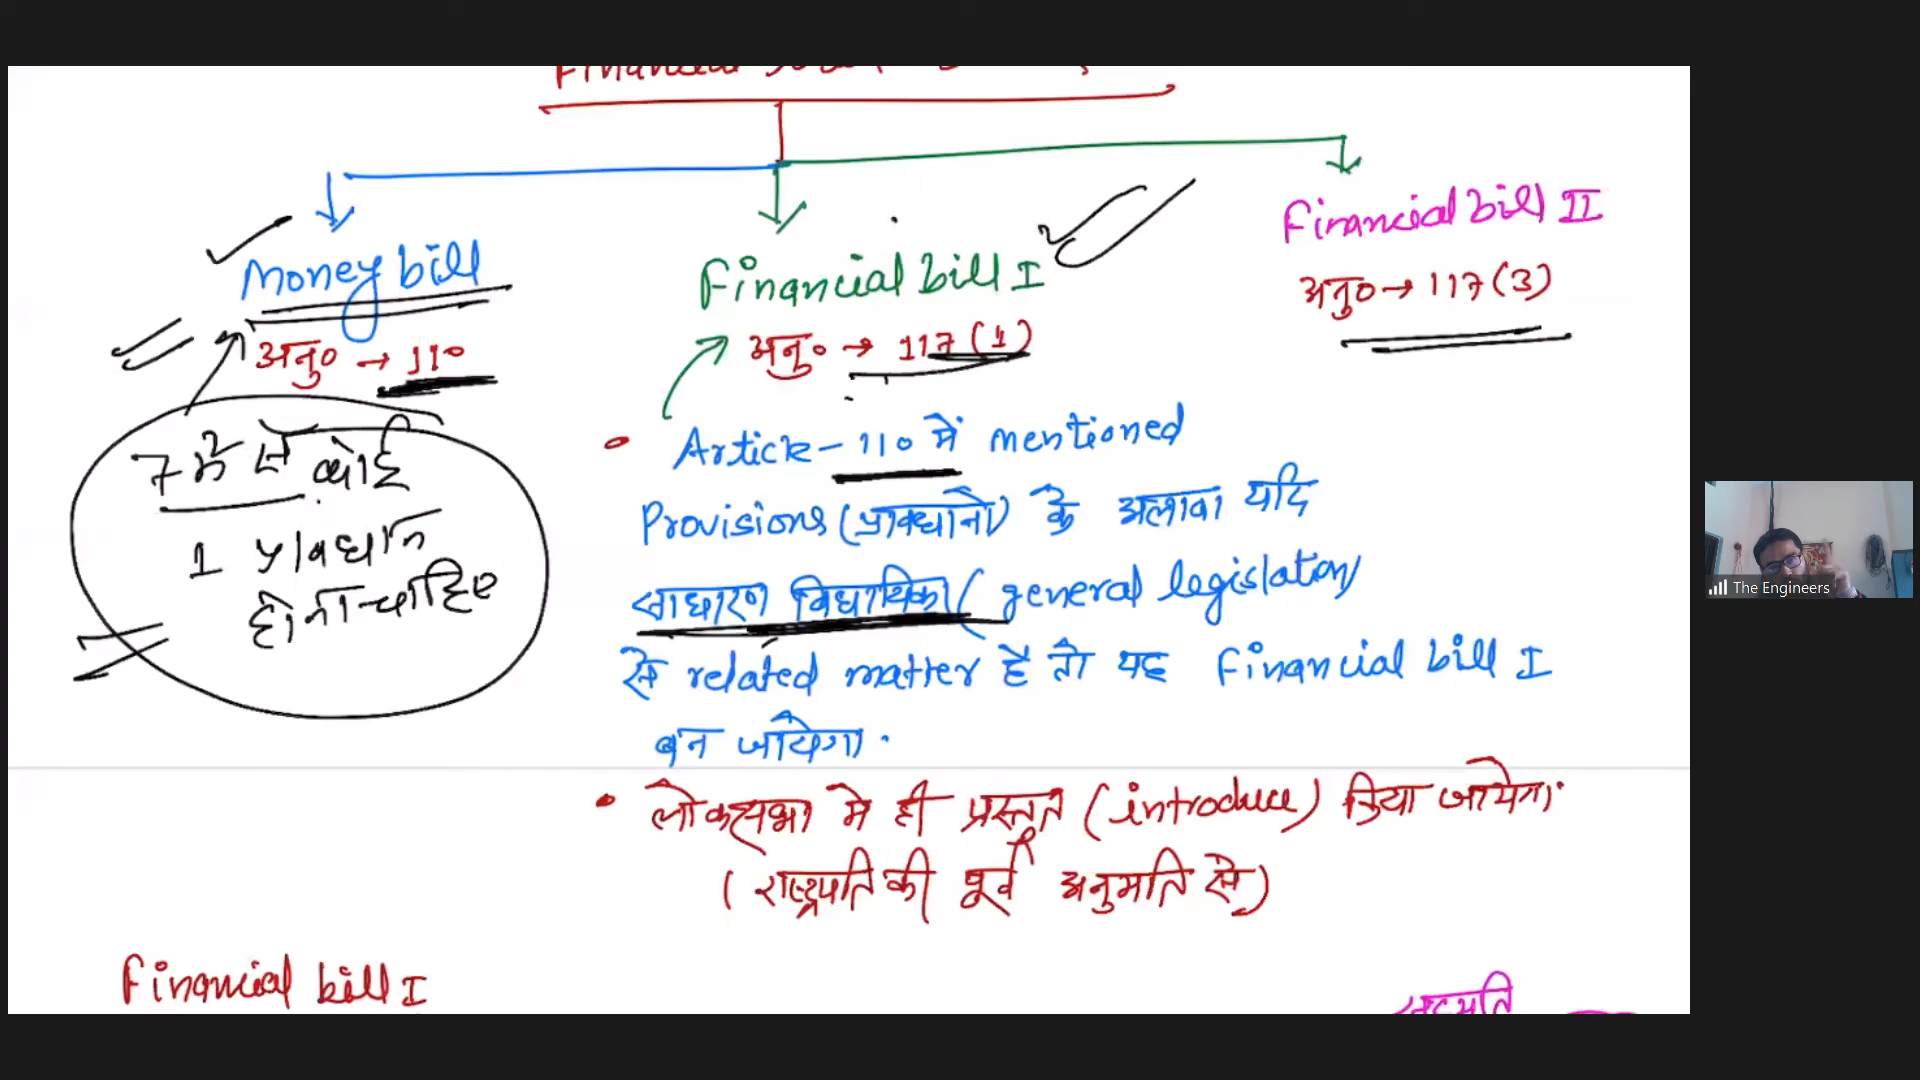 Financial
Money bill
अनु० → 110
7 में से कोई
1 प्रावधान
होना चाहिए
Financial bill I
अनु० → 117 (1)
Financial bill II
अनु० → 117 (3)
• Article - 110 में mentioned
Provisions (प्रावधानों) के अलावा यदि
साधारण विधायिका (general legislation)
से related matter है तो यह Financial bill I
बन जायेगा.
• लोकसभा में ही प्रस्तुत (introduce) किया जायेगा.
(राष्ट्रपति की पूर्व अनुमति से)
Financial bill I
The Engineers